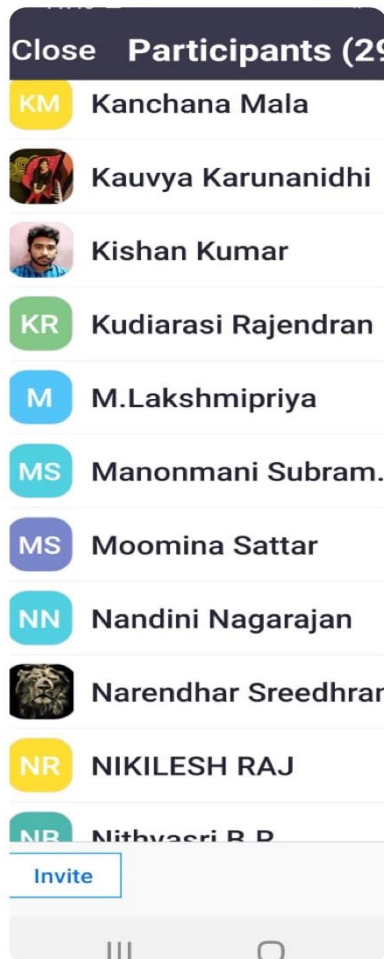 Close Participants (29
KM Kanchana Mala
Kauvya Karunanidhi
Kishan Kumar
KR Kudiarasi Rajendran
M M.Lakshmipriya
MS Manonmani Subram.
MS Moomina Sattar
NN Nandini Nagarajan
Narendhar Sreedhran
NR NIKILESH RAJ
Nithyasri B P
Invite